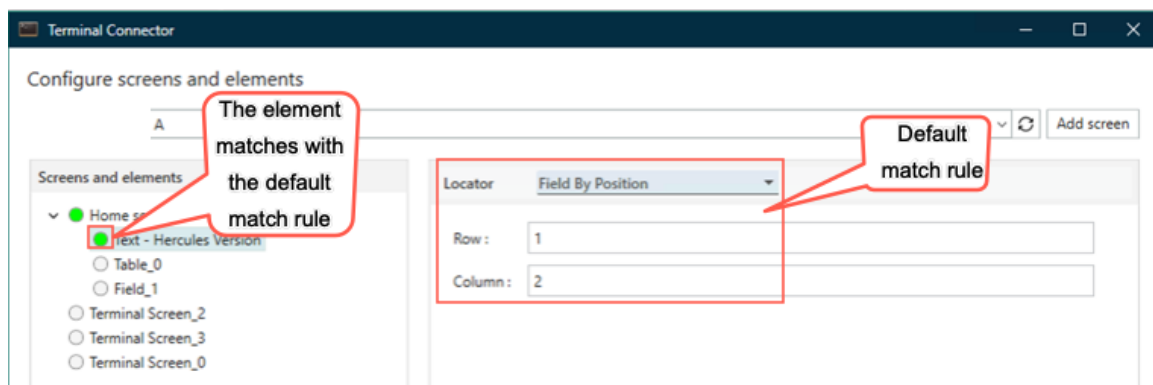 Terminal Connector
Configure screens and elements
A
Add screen
The element
matches with
the default
match rule
Default
match rule
Screens and elements
Locator
Field By Position
Home
Text - Hercules Version
Table_0
Field_1
Terminal Screen_2
Terminal Screen_3
Terminal Screen_0
Row :
1
Column :
2